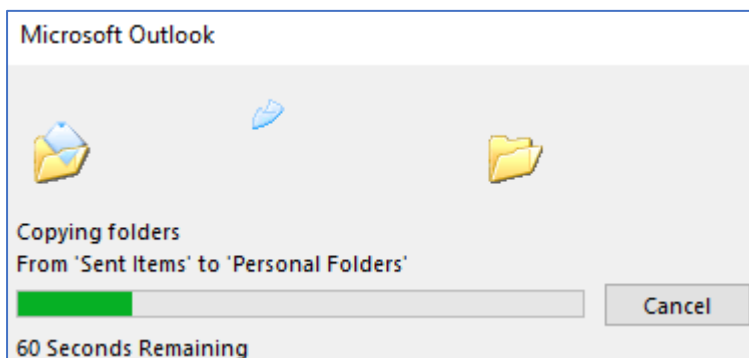 Microsoft Outlook
Copying folders
From 'Sent Items' to 'Personal Folders'
Cancel
60 Seconds Remaining